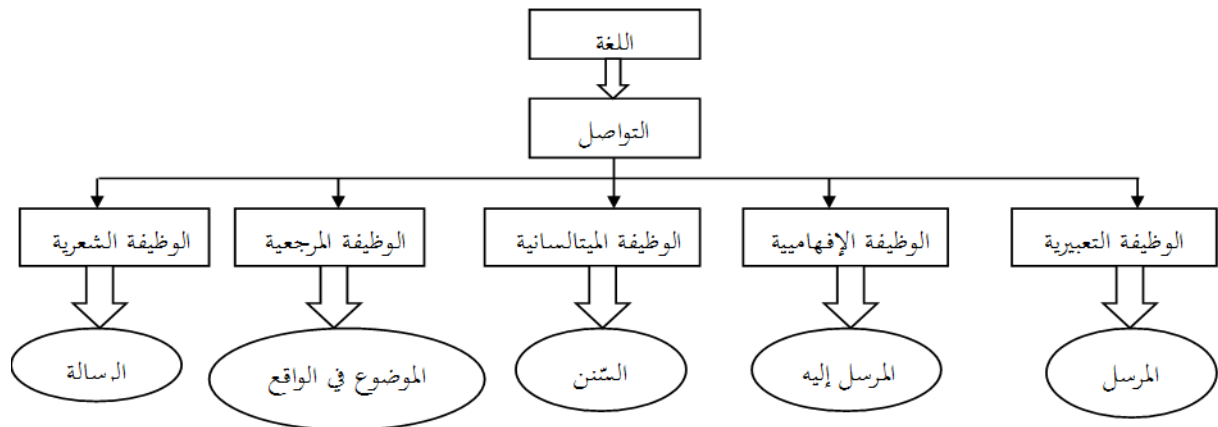 اللغة
التواصل
الوظيفة التعبيرية
الوظيفة الإفهاميية
الوظيفة الميتالسانية
الوظيفة المرجعية
الوظيفة الشعرية
المرسل
المرسل إليه
السّنن
الموضوع في الواقع
الرسالة